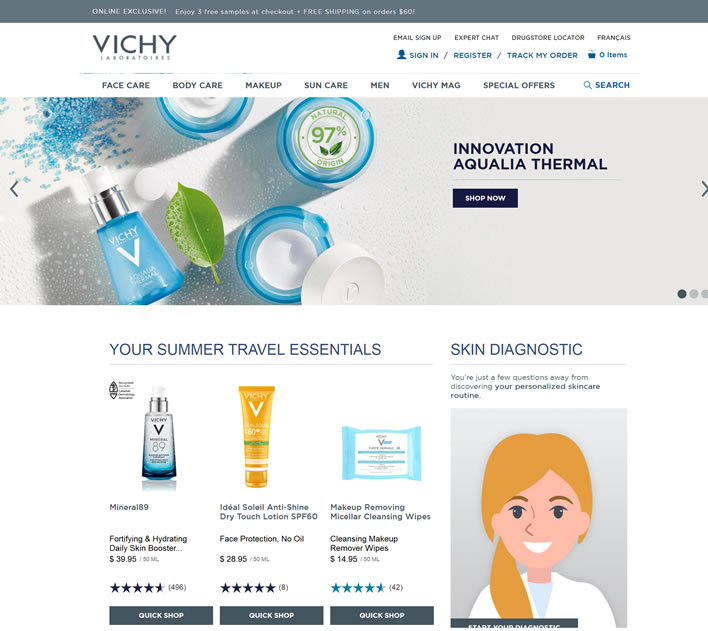 ONLINE EXCLUSIVE! Enjoy 3 free samples at checkout + FREE SHIPPING on orders $60!
VICHY
LABORATOIRES
EMAIL SIGN UP EXPERT CHAT DRUGSTORE LOCATOR FRANÇAIS
SIGN IN / REGISTER / TRACK MY ORDER 0 Items
FACE CARE BODY CARE MAKEUP SUN CARE MEN VICHY MAG SPECIAL OFFERS SEARCH
NATURAL
97%
ORIGIN
INNOVATION
AQUALIA THERMAL
SHOP NOW
VICHY
AQUALIA
THERMAL
YOUR SUMMER TRAVEL ESSENTIALS
VICHY
MINERAL
89
VICHY
VICHY
Mineral89
Fortifying & Hydrating
Daily Skin Booster...
$ 39.95 / 50 ML
(496)
QUICK SHOP
Idéal Soleil Anti-Shine
Dry Touch Lotion SPF60
Face Protection, No Oil
$ 28.95 / 50 ML
(8)
QUICK SHOP
Makeup Removing
Micellar Cleansing Wipes
Cleansing Makeup
Remover Wipes
$ 14.95 / 50 ML
(42)
QUICK SHOP
SKIN DIAGNOSTIC
You're just a few questions away from
discovering your personalized skincare
routine.
START YOUR DIAGNOSTIC